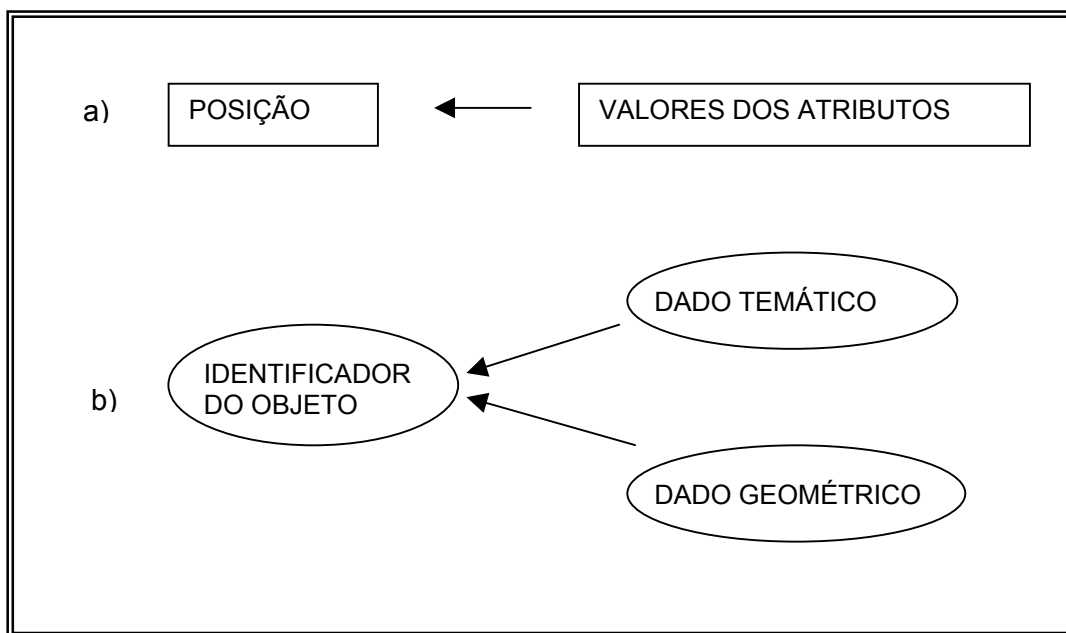 a)
POSIÇÃO
VALORES DOS ATRIBUTOS
DADO TEMÁTICO
b)
IDENTIFICADOR
DO OBJETO
DADO GEOMÉTRICO